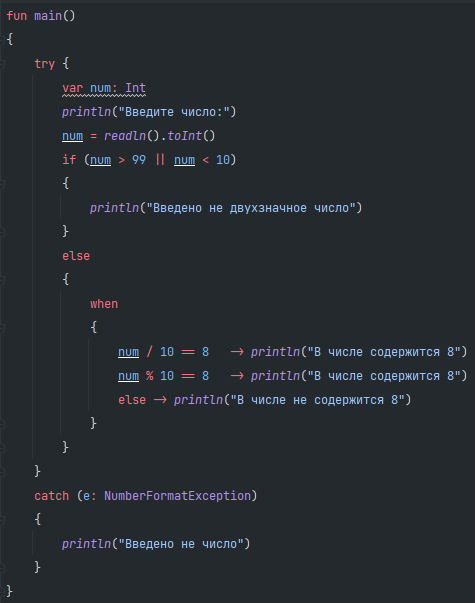 fun main()
{
try {
var num: Int
println("Введите число:")
num = readln().toInt()
if (num > 99 || num < 10)
{
println("Введено не двухзначное число")
}
else
{
when
{
num / 10 == 8 -> println("В числе содержится 8")
num % 10 == 8 -> println("В числе содержится 8")
else -> println("В числе не содержится 8")
}
}
}
catch (e: NumberFormatException)
{
println("Введено не число")
}
}